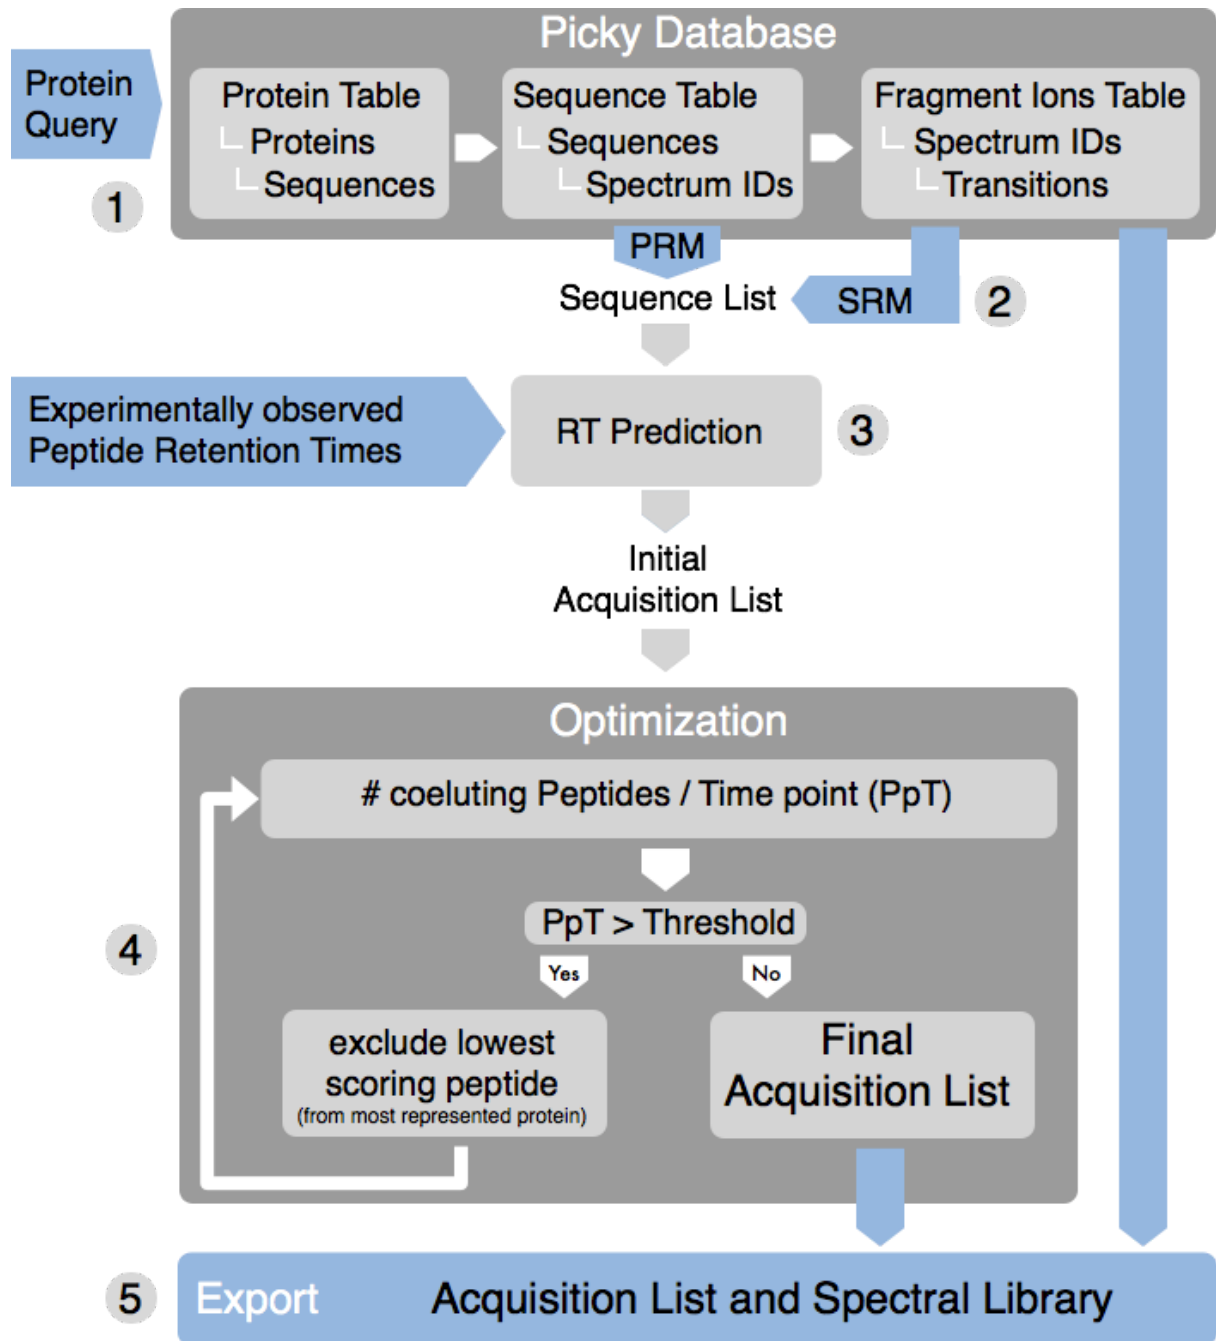 Picky Database
Protein
Query
Protein Table
Proteins
Sequences
Sequence Table
Sequences
Spectrum IDs
Fragment Ions Table
Spectrum IDs
Transitions
1
PRM
Sequence List
SRM
2
Experimentally observed
Peptide Retention Times
RT Prediction
3
Initial
Acquisition List
Optimization
# coeluting Peptides / Time point (PpT)
PpT > Threshold
Yes
No
4
exclude lowest
scoring peptide
(from most represented protein)
Final
Acquisition List
5
Export
Acquisition List and Spectral Library